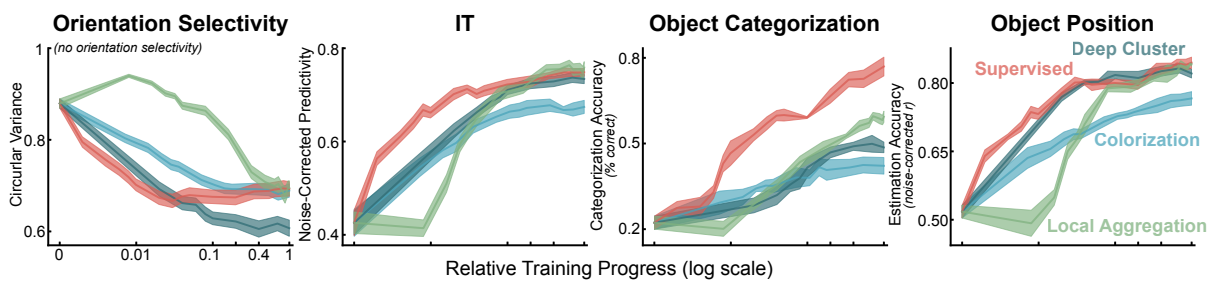 Orientation Selectivity
(no orientation selectivity)
Circular Variance
1
0.8
0.6
0
0.01
0.1
0.4
1
IT
Noise-Corrected Predictivity
0.8
0.6
0.4
Object Categorization
Categorization Accuracy
(% correct)
0.8
0.5
0.2
Object Position
Estimation Accuracy
(noise-corrected r)
0.80
0.65
0.50
Deep Cluster
Supervised
Colorization
Local Aggregation
Relative Training Progress (log scale)